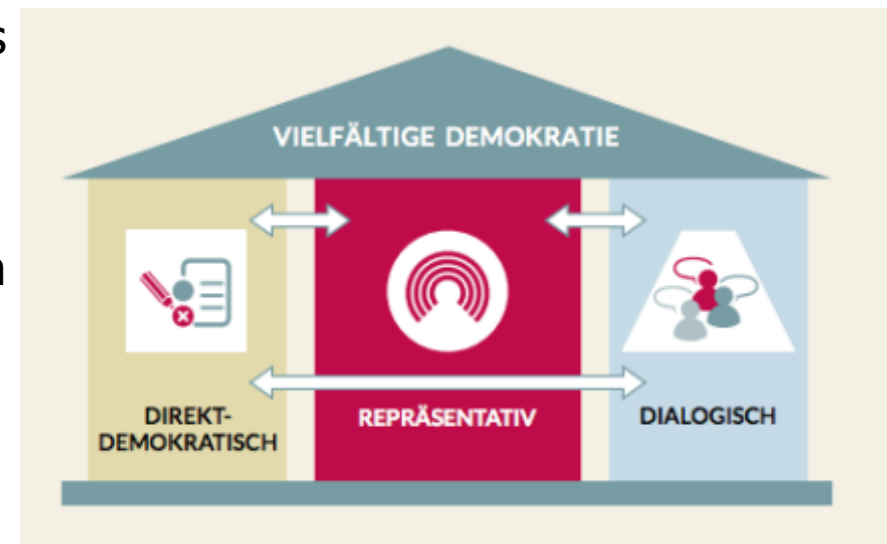 s
n
VIELFÄLTIGE DEMOKRATIE
DIREKT-
DEMOKRATISCH
REPRÄSENTATIV
DIALOGISCH